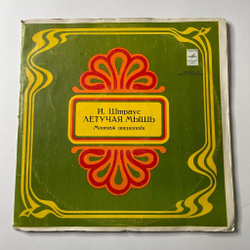 И. Штраус
ЛЕТУЧАЯ МЫШЬ
Монтаж оперетты